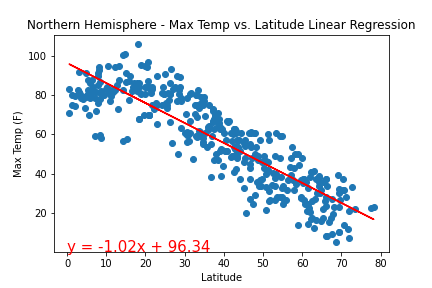 Northern Hemisphere - Max Temp vs. Latitude Linear Regression
Max Temp (F)
100
80
60
40
20
y = -1.02x + 96.34
0 10 20 30 40 50 60 70 80
Latitude